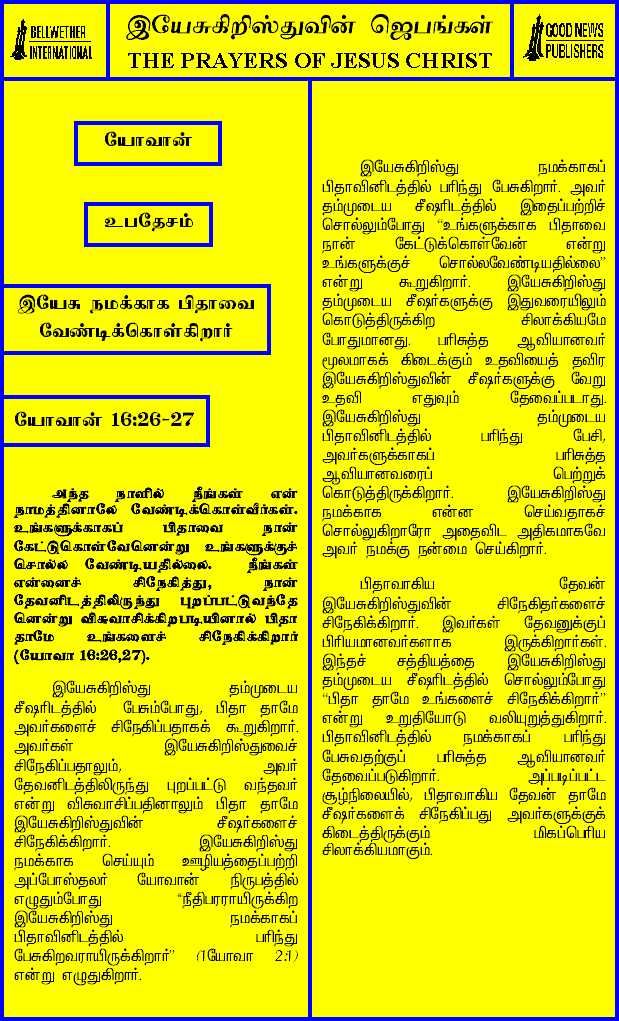 BELLWETHER
INTERNATIONAL
இயேசுகிறிஸ்துவின் ஜெபங்கள்
THE PRAYERS OF JESUS CHRIST
GOOD NEWS
PUBLISHERS
யோவான்
உபதேசம்
இயேசு நமக்காக பிதாவை
வேண்டிக்கொள்கிறார்
யோவான் 16:26-27
அந்த நாளில் நீங்கள் என்
நாமத்தினாலே வேண்டிக்கொள்வீர்கள்.
உங்களுக்காகப் பிதாவை நான்
கேட்டுகொள்வேனென்று உங்களுக்குச்
சொல்ல வேண்டியதில்லை. நீங்கள்
என்னைச் சிநேகித்து, நான்
தேவனிடத்திலிருந்து புறப்பட்டுவந்தே
னென்று விசுவாசிக்கிறபடியினால் பிதா
தாமே உங்களைச் சிநேகிக்கிறார்
(யோவா 16:26,27).
இயேசுகிறிஸ்து தம்முடைய
சீஷரிடத்தில் பேசும்போது, பிதா தாமே
அவர்களைச் சிநேகிப்பதாகக் கூறுகிறார்.
அவர்கள் இயேசுகிறிஸ்துவைச்
சிநேகிப்பதாலும், அவர்
தேவனிடத்திலிருந்து புறப்பட்டு வந்தவர்
என்று விசுவாசிப்பதினாலும் பிதா தாமே
இயேசுகிறிஸ்துவின் சீஷர்களைச்
சிநேகிக்கிறார். இயேசுகிறிஸ்து
நமக்காக செய்யும் ஊழியத்தைப்பற்றி
அப்போஸ்தலர் யோவான் நிருபத்தில்
எழுதும்போது “நீதிபரராயிருக்கிற
இயேசுகிறிஸ்து நமக்காகப்
பிதாவினிடத்தில் பரிந்து
பேசுகிறவராயிருக்கிறார்” (1யோவா 2:1)
என்று எழுதுகிறார்.
இயேசுகிறிஸ்து நமக்காகப்
பிதாவினிடத்தில் பரிந்து பேசுகிறார். அவர்
தம்முடைய சீஷரிடத்தில் இதைப்பற்றிச்
சொல்லும்போது “உங்களுக்காக பிதாவை
நான் கேட்டுக்கொள்வேன் என்று
உங்களுக்குச் சொல்லவேண்டியதில்லை”
என்று கூறுகிறார். இயேசுகிறிஸ்து
தம்முடைய சீஷர்களுக்கு இதுவரையிலும்
கொடுத்திருக்கிற சிலாக்கியமே
போதுமானது. பரிசுத்த ஆவியானவர்
மூலமாகக் கிடைக்கும் உதவியைத் தவிர
இயேசுகிறிஸ்துவின் சீஷர்களுக்கு வேறு
உதவி எதுவும் தேவைப்படாது.
இயேசுகிறிஸ்து தம்முடைய
பிதாவினிடத்தில் பரிந்து பேசி,
அவர்களுக்காகப் பரிசுத்த
ஆவியானவரைப் பெற்றுக்
கொடுத்திருக்கிறார். இயேசுகிறிஸ்து
நமக்காக என்ன செய்வதாகச்
சொல்லுகிறாரோ அதைவிட அதிகமாகவே
அவர் நமக்கு நன்மை செய்கிறார்.
பிதாவாகிய தேவன்
இயேசுகிறிஸ்துவின் சிநேகிதர்களைச்
சிநேகிக்கிறார். இவர்கள் தேவனுக்குப்
பிரியமானவர்களாக இருக்கிறார்கள்.
இந்தச் சத்தியத்தை இயேசுகிறிஸ்து
தம்முடைய சீஷரிடத்தில் சொல்லும்போது
“பிதா தாமே உங்களைச் சிநேகிக்கிறார்”
என்று உறுதியோடு வலியுறுத்துகிறார்.
பிதாவினிடத்தில் நமக்காகப் பரிந்து
பேசுவதற்குப் பரிசுத்த ஆவியானவர்
தேவைப்படுகிறார். அப்படிப்பட்ட
சூழ்நிலையில், பிதாவாகிய தேவன் தாமே
சீஷர்களைக் சிநேகிப்பது அவர்களுக்குக்
கிடைத்திருக்கும் மிகப்பெரிய
சிலாக்கியமாகும்.